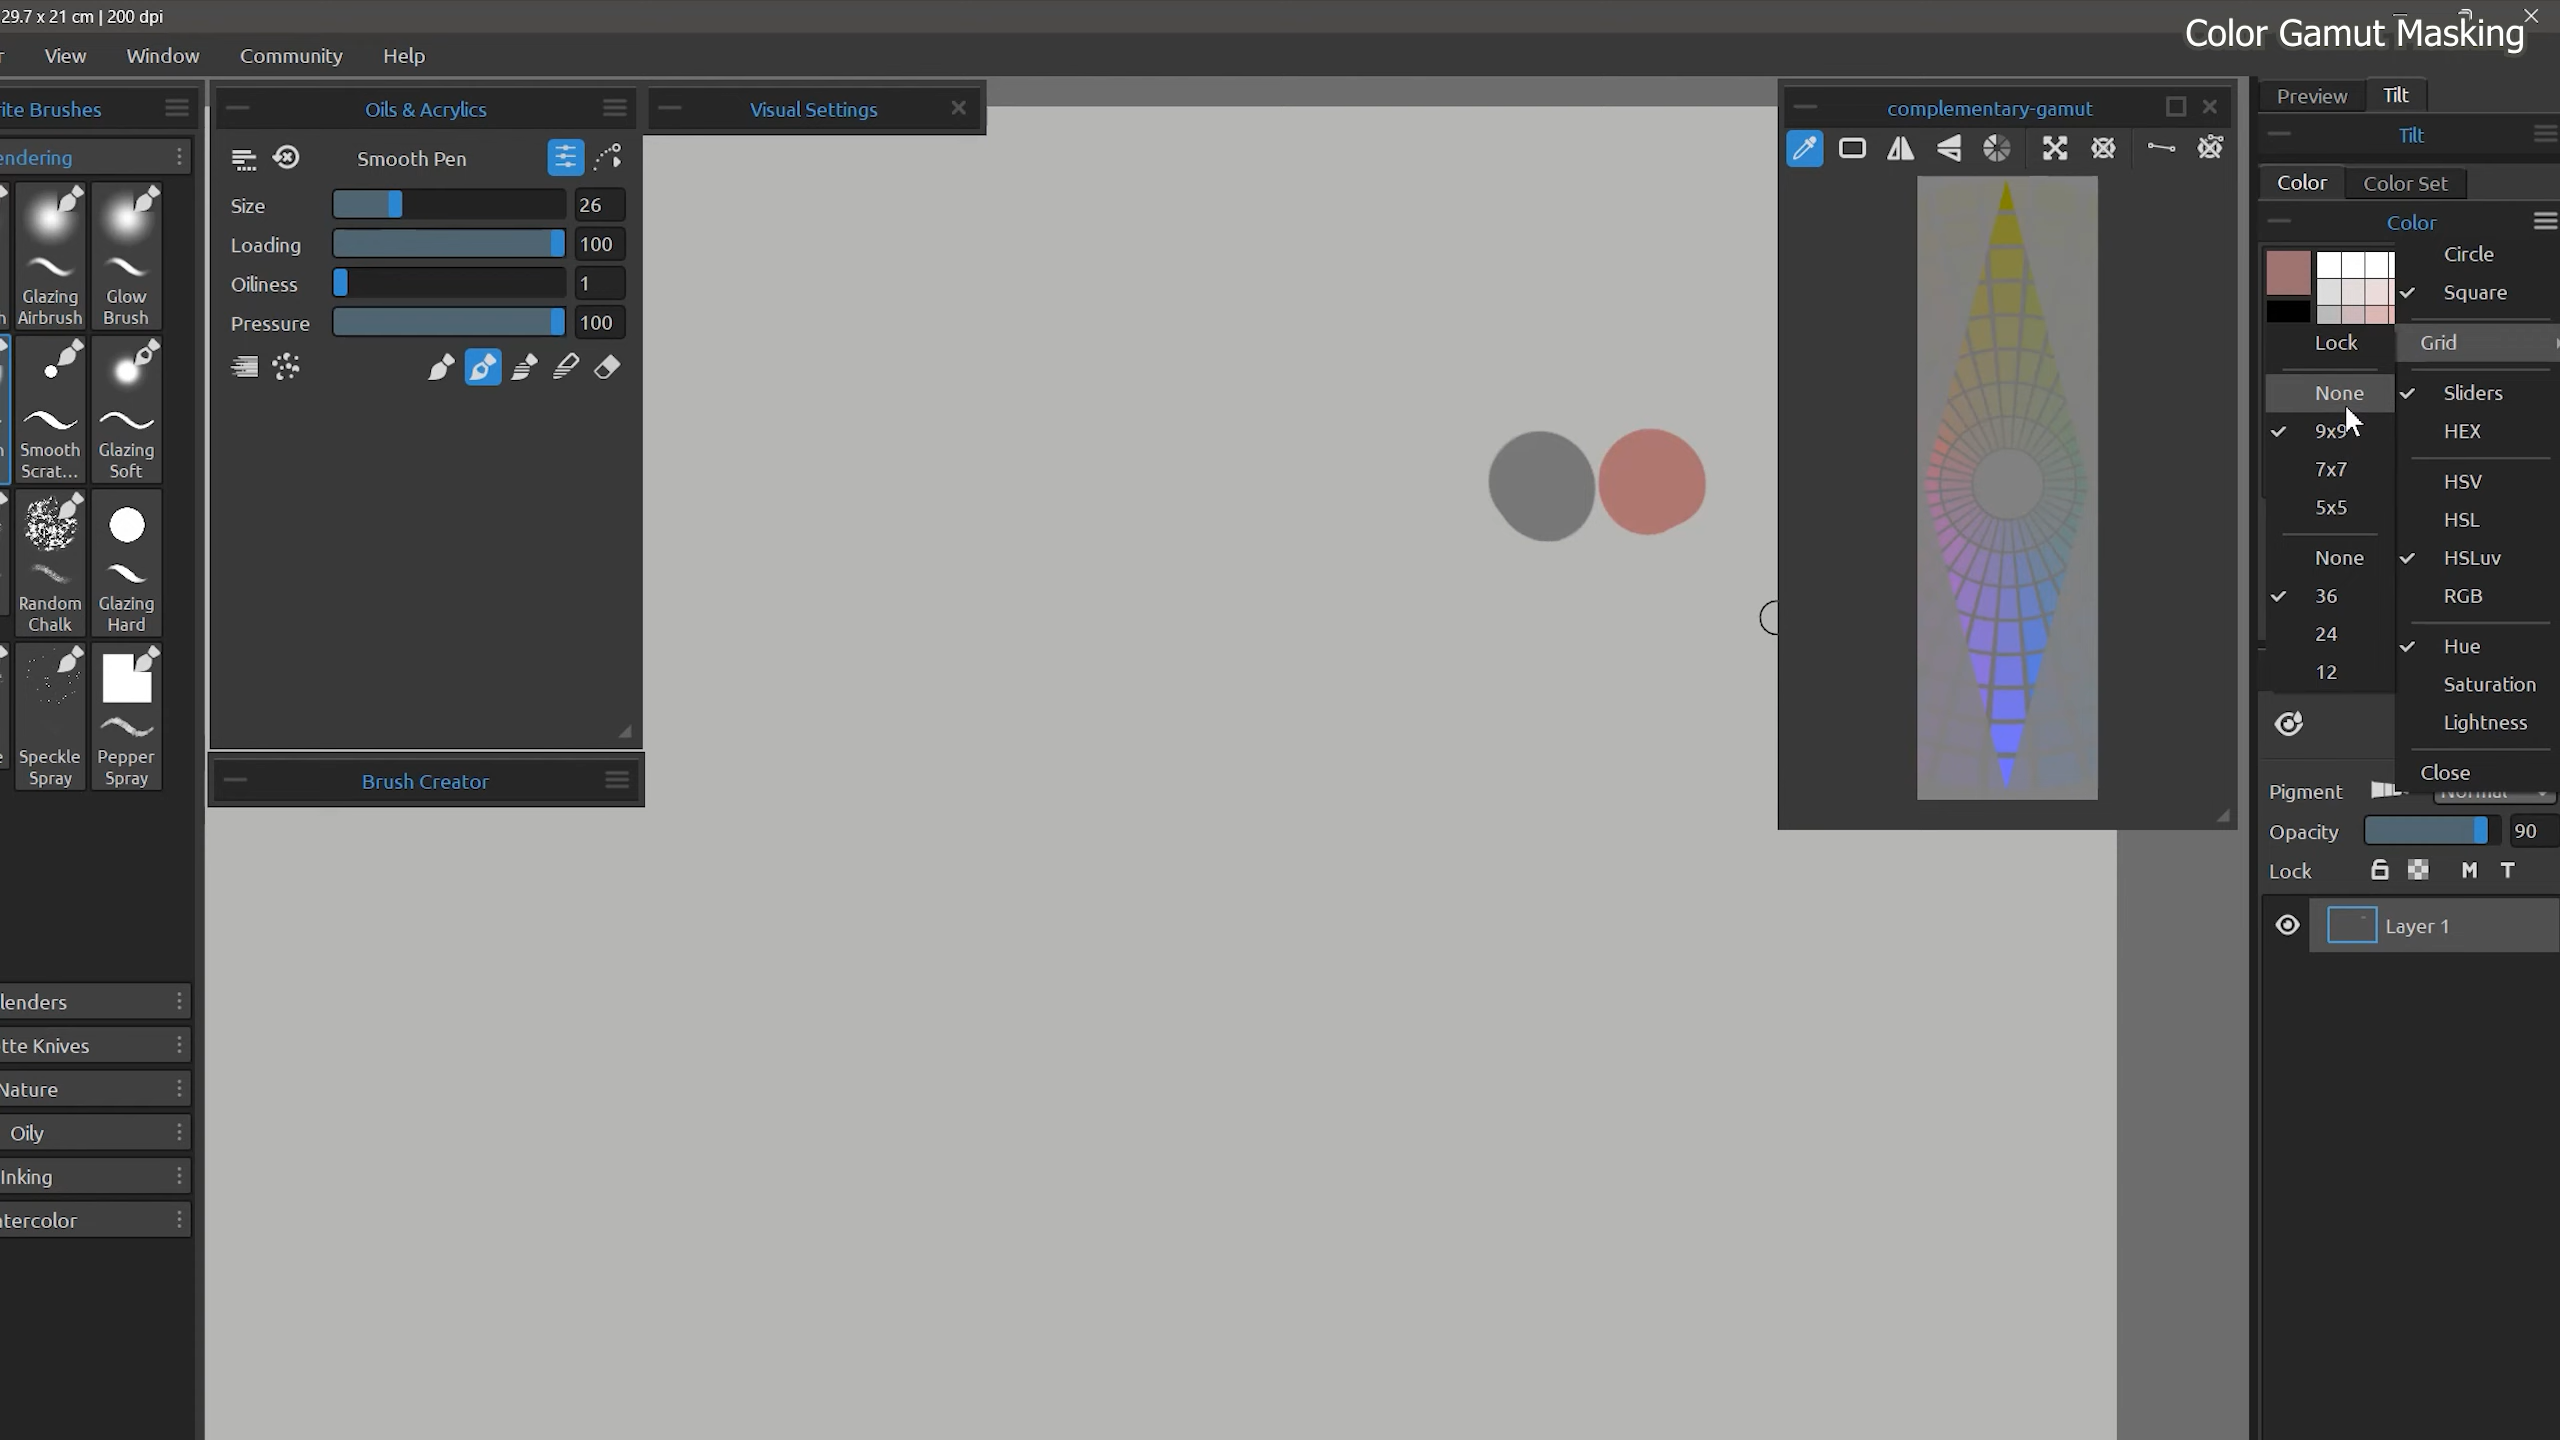 29.7 x 21 cm | 200 dpi
Color Gamut Masking
View Window Community Help
ite Brushes
endering
Glazing Airbrush
Glow Brush
Smooth Scrat...
Glazing Soft
Random Chalk
Glazing Hard
Speckle Spray
Pepper Spray
lenders
tte Knives
Nature
Oily
Inking
atercolor
Oils & Acrylics
Smooth Pen
Size 26
Loading 100
Oiliness 1
Pressure 100
Brush Creator
Visual Settings
complementary-gamut
Preview Tilt
Tilt
Color Color Set
Color
Circle
Square
Lock
Grid
None
9x9
7x7
5x5
None
36
24
12
Sliders
HEX
HSV
HSL
HSLuv
RGB
Hue
Saturation
Lightness
Close
Pigment Normal
Opacity 90
Lock M T
Layer 1